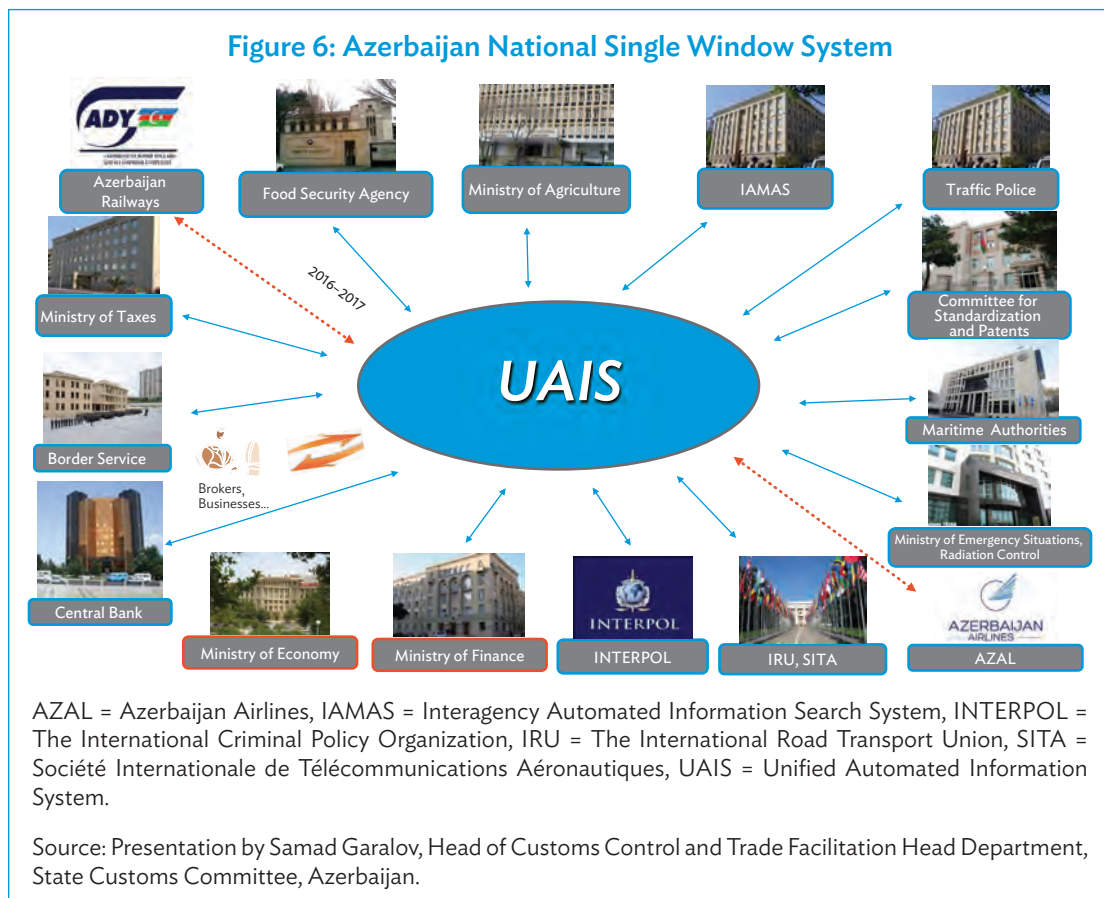 Figure 6: Azerbaijan National Single Window System
ADY
Azerbaijan
Railways
Food Security Agency
Ministry of Agriculture
IAMAS
Traffic Police
2016–2017
Ministry of Taxes
Committee for
Standardization
and Patents
UAIS
Border Service
Brokers,
Businesses...
Maritime Authorities
Ministry of Emergency Situations,
Radiation Control
Central Bank
INTERPOL
AZERBAIJAN
AIRLINES
Ministry of Economy
Ministry of Finance
INTERPOL
IRU, SITA
AZAL
AZAL = Azerbaijan Airlines, IAMAS = Interagency Automated Information Search System, INTERPOL =
The International Criminal Policy Organization, IRU = The International Road Transport Union, SITA =
Société Internationale de Télécommunications Aéronautiques, UAIS = Unified Automated Information
System.
Source: Presentation by Samad Garalov, Head of Customs Control and Trade Facilitation Head Department,
State Customs Committee, Azerbaijan.